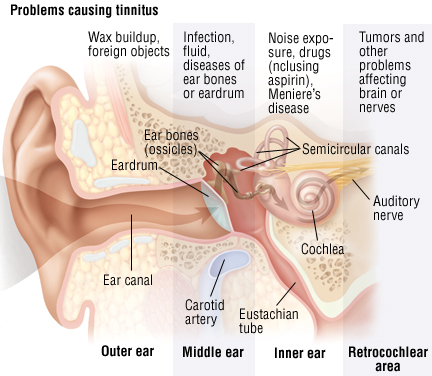 Problems causing tinnitus
Wax buildup,
foreign objects
Infection,
fluid,
diseases of
ear bones
or eardrum
Noise expo-
sure, drugs
(nclusing
aspirin),
Meniere's
disease
Tumors and
other
problems
affecting
brain or
nerves
Ear bones
(ossicles)
Eardrum
Semicircular canals
Auditory
nerve
Cochlea
Ear canal
Carotid
artery
Eustachian
tube
Outer ear
Middle ear
Inner ear
Retrocochlear
area